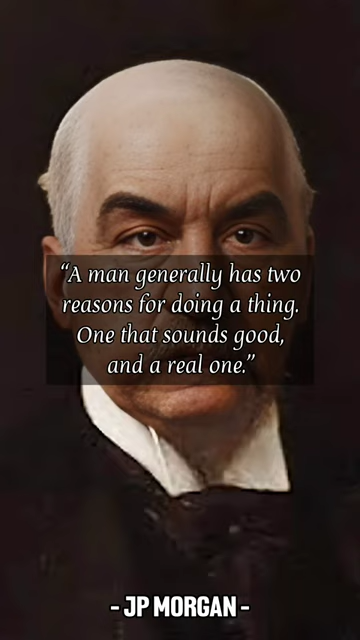 “A man generally has two
reasons for doing a thing.
One that sounds good,
and a real one.”
- JP MORGAN -